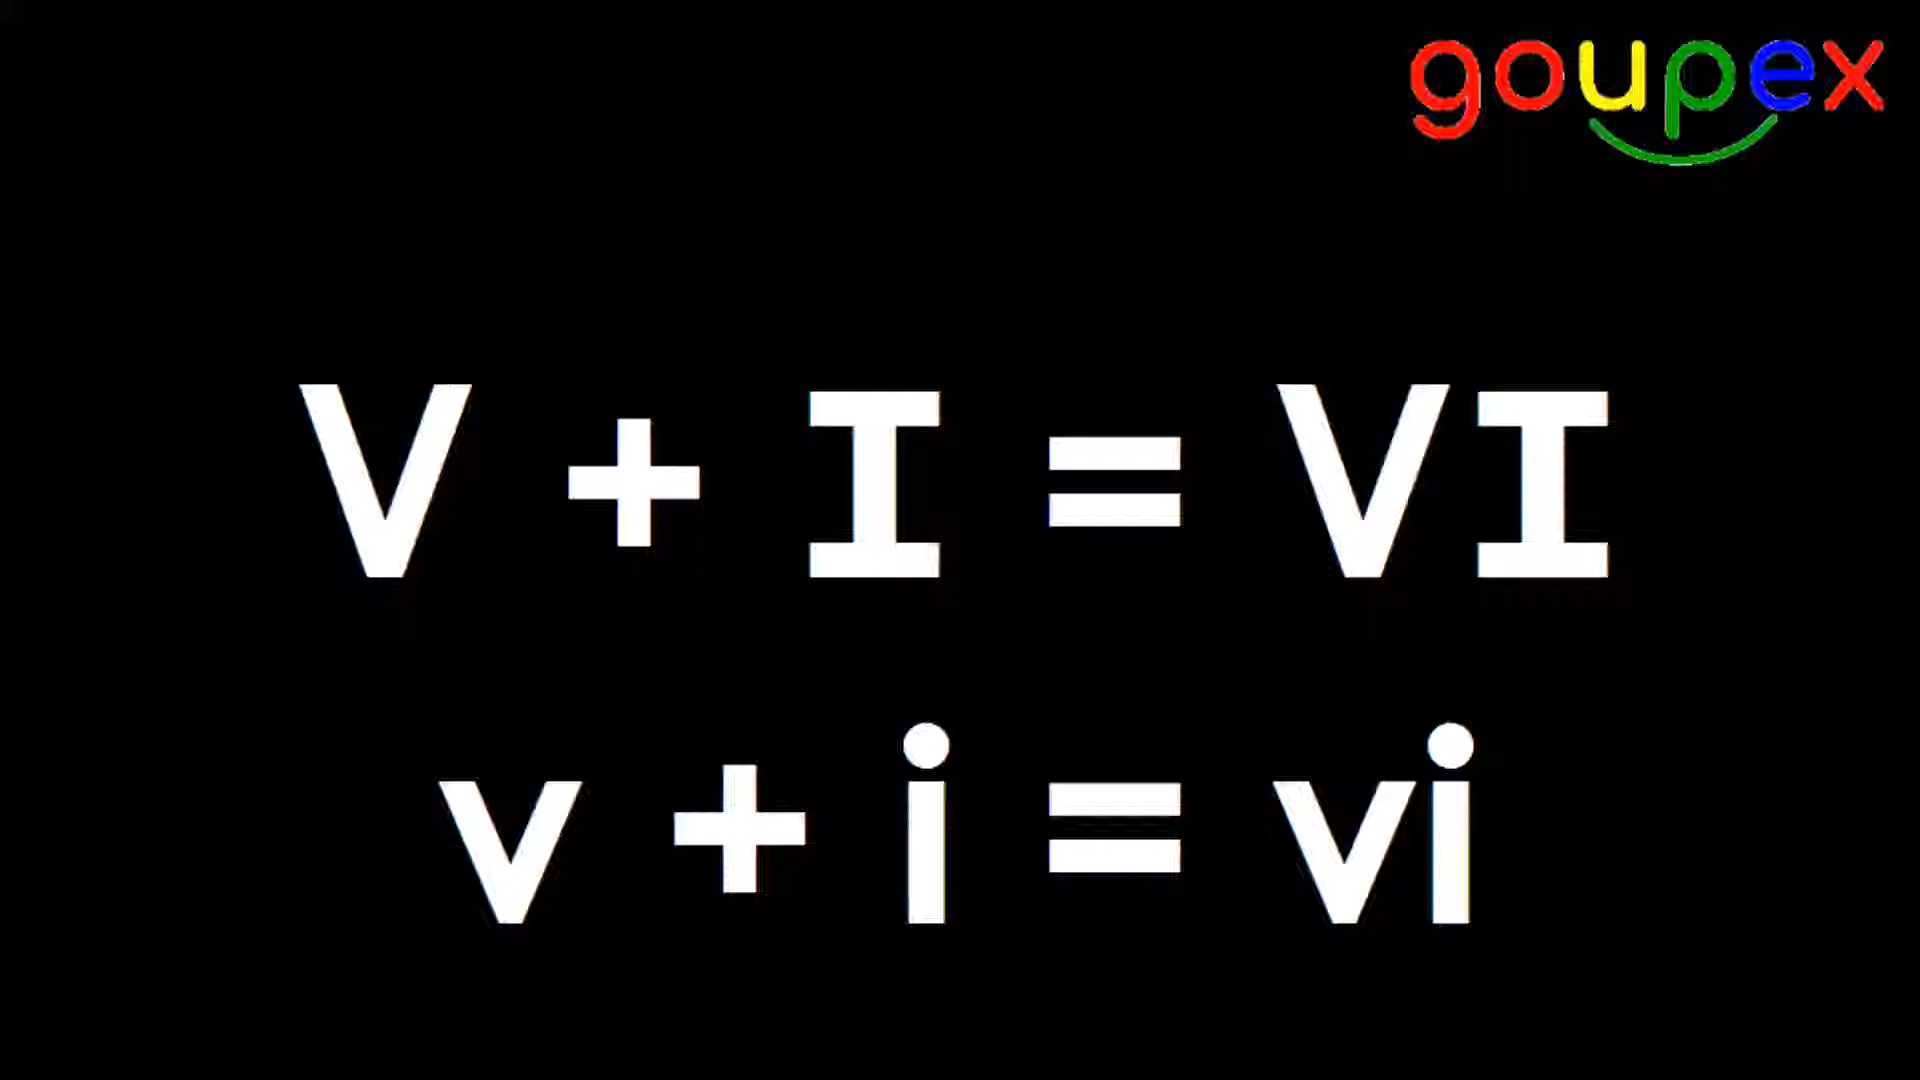 goupex
V + I = VI
v + i = vi